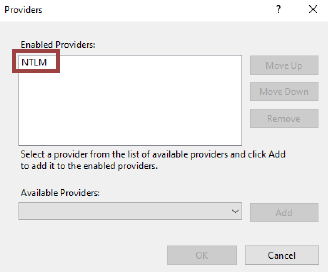 Providers
? ×
Enabled Providers:
NTLM
Move Up
Move Down
Remove
Select a provider from the list of available providers and click Add
to add it to the enabled providers.
Available Providers:
Add
OK
Cancel